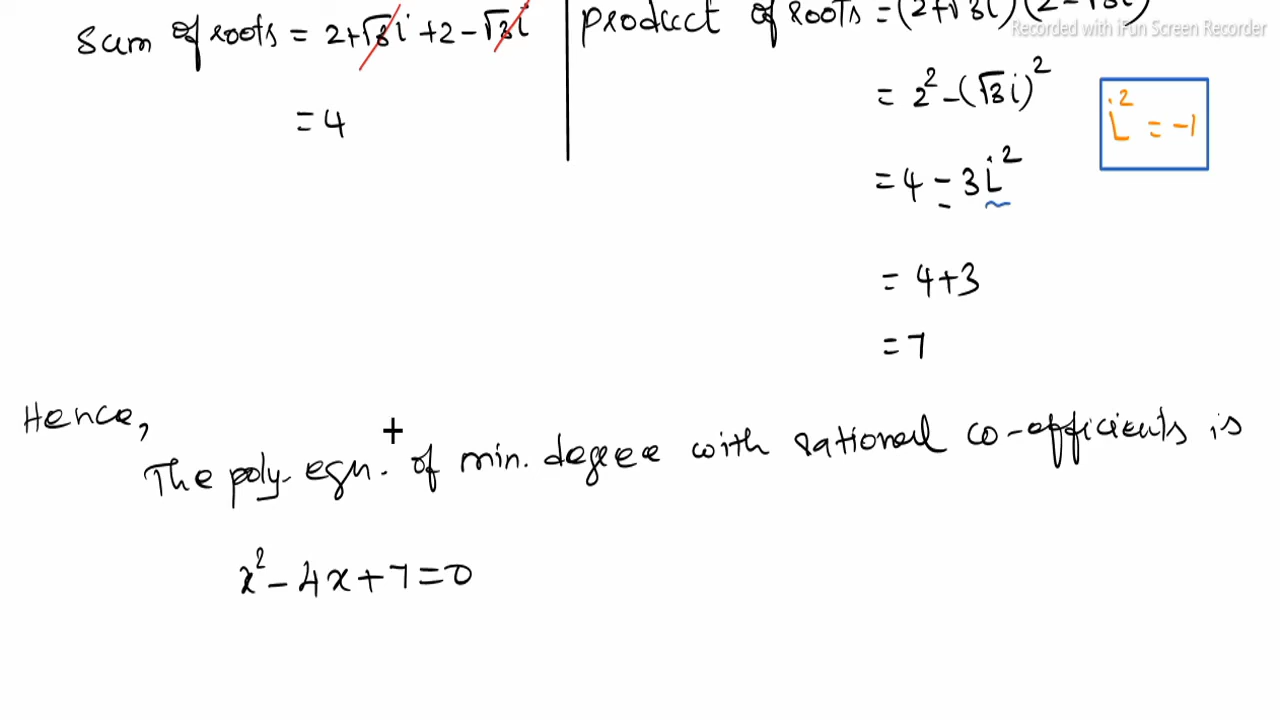 Sum of roots = 2+√3i +2-√3i
= 4
product of roots = (2+√3i)(2-√3i)
Recorded with iFun Screen Recorder
= 2² - (√3i)²
i² = -1
= 4 - 3i²
= 4+3
= 7
Hence,
The poly. eqn. of min. degree with rational co-efficients is
x² - 4x + 7 = 0